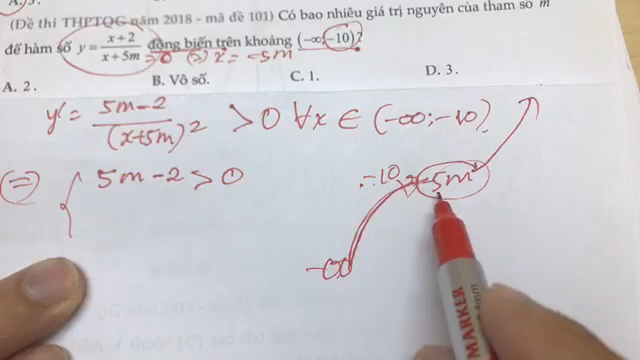 (Đề thi THPTQG năm 2018 - mã đề 101) Có bao nhiêu giá trị nguyên của tham số m
để hàm số y = (x+2)/(x+5m) đồng biến trên khoảng (-∞;-10)?
=0 (=) x = -5m
A. 2.
B. Vô số.
C. 1.
D. 3.
y' = (5m-2)/(x+5m)² > 0 ∀x ∈ (-∞;-10)
(=) { 5m-2>0
-10
-5m
-∞
MARKER